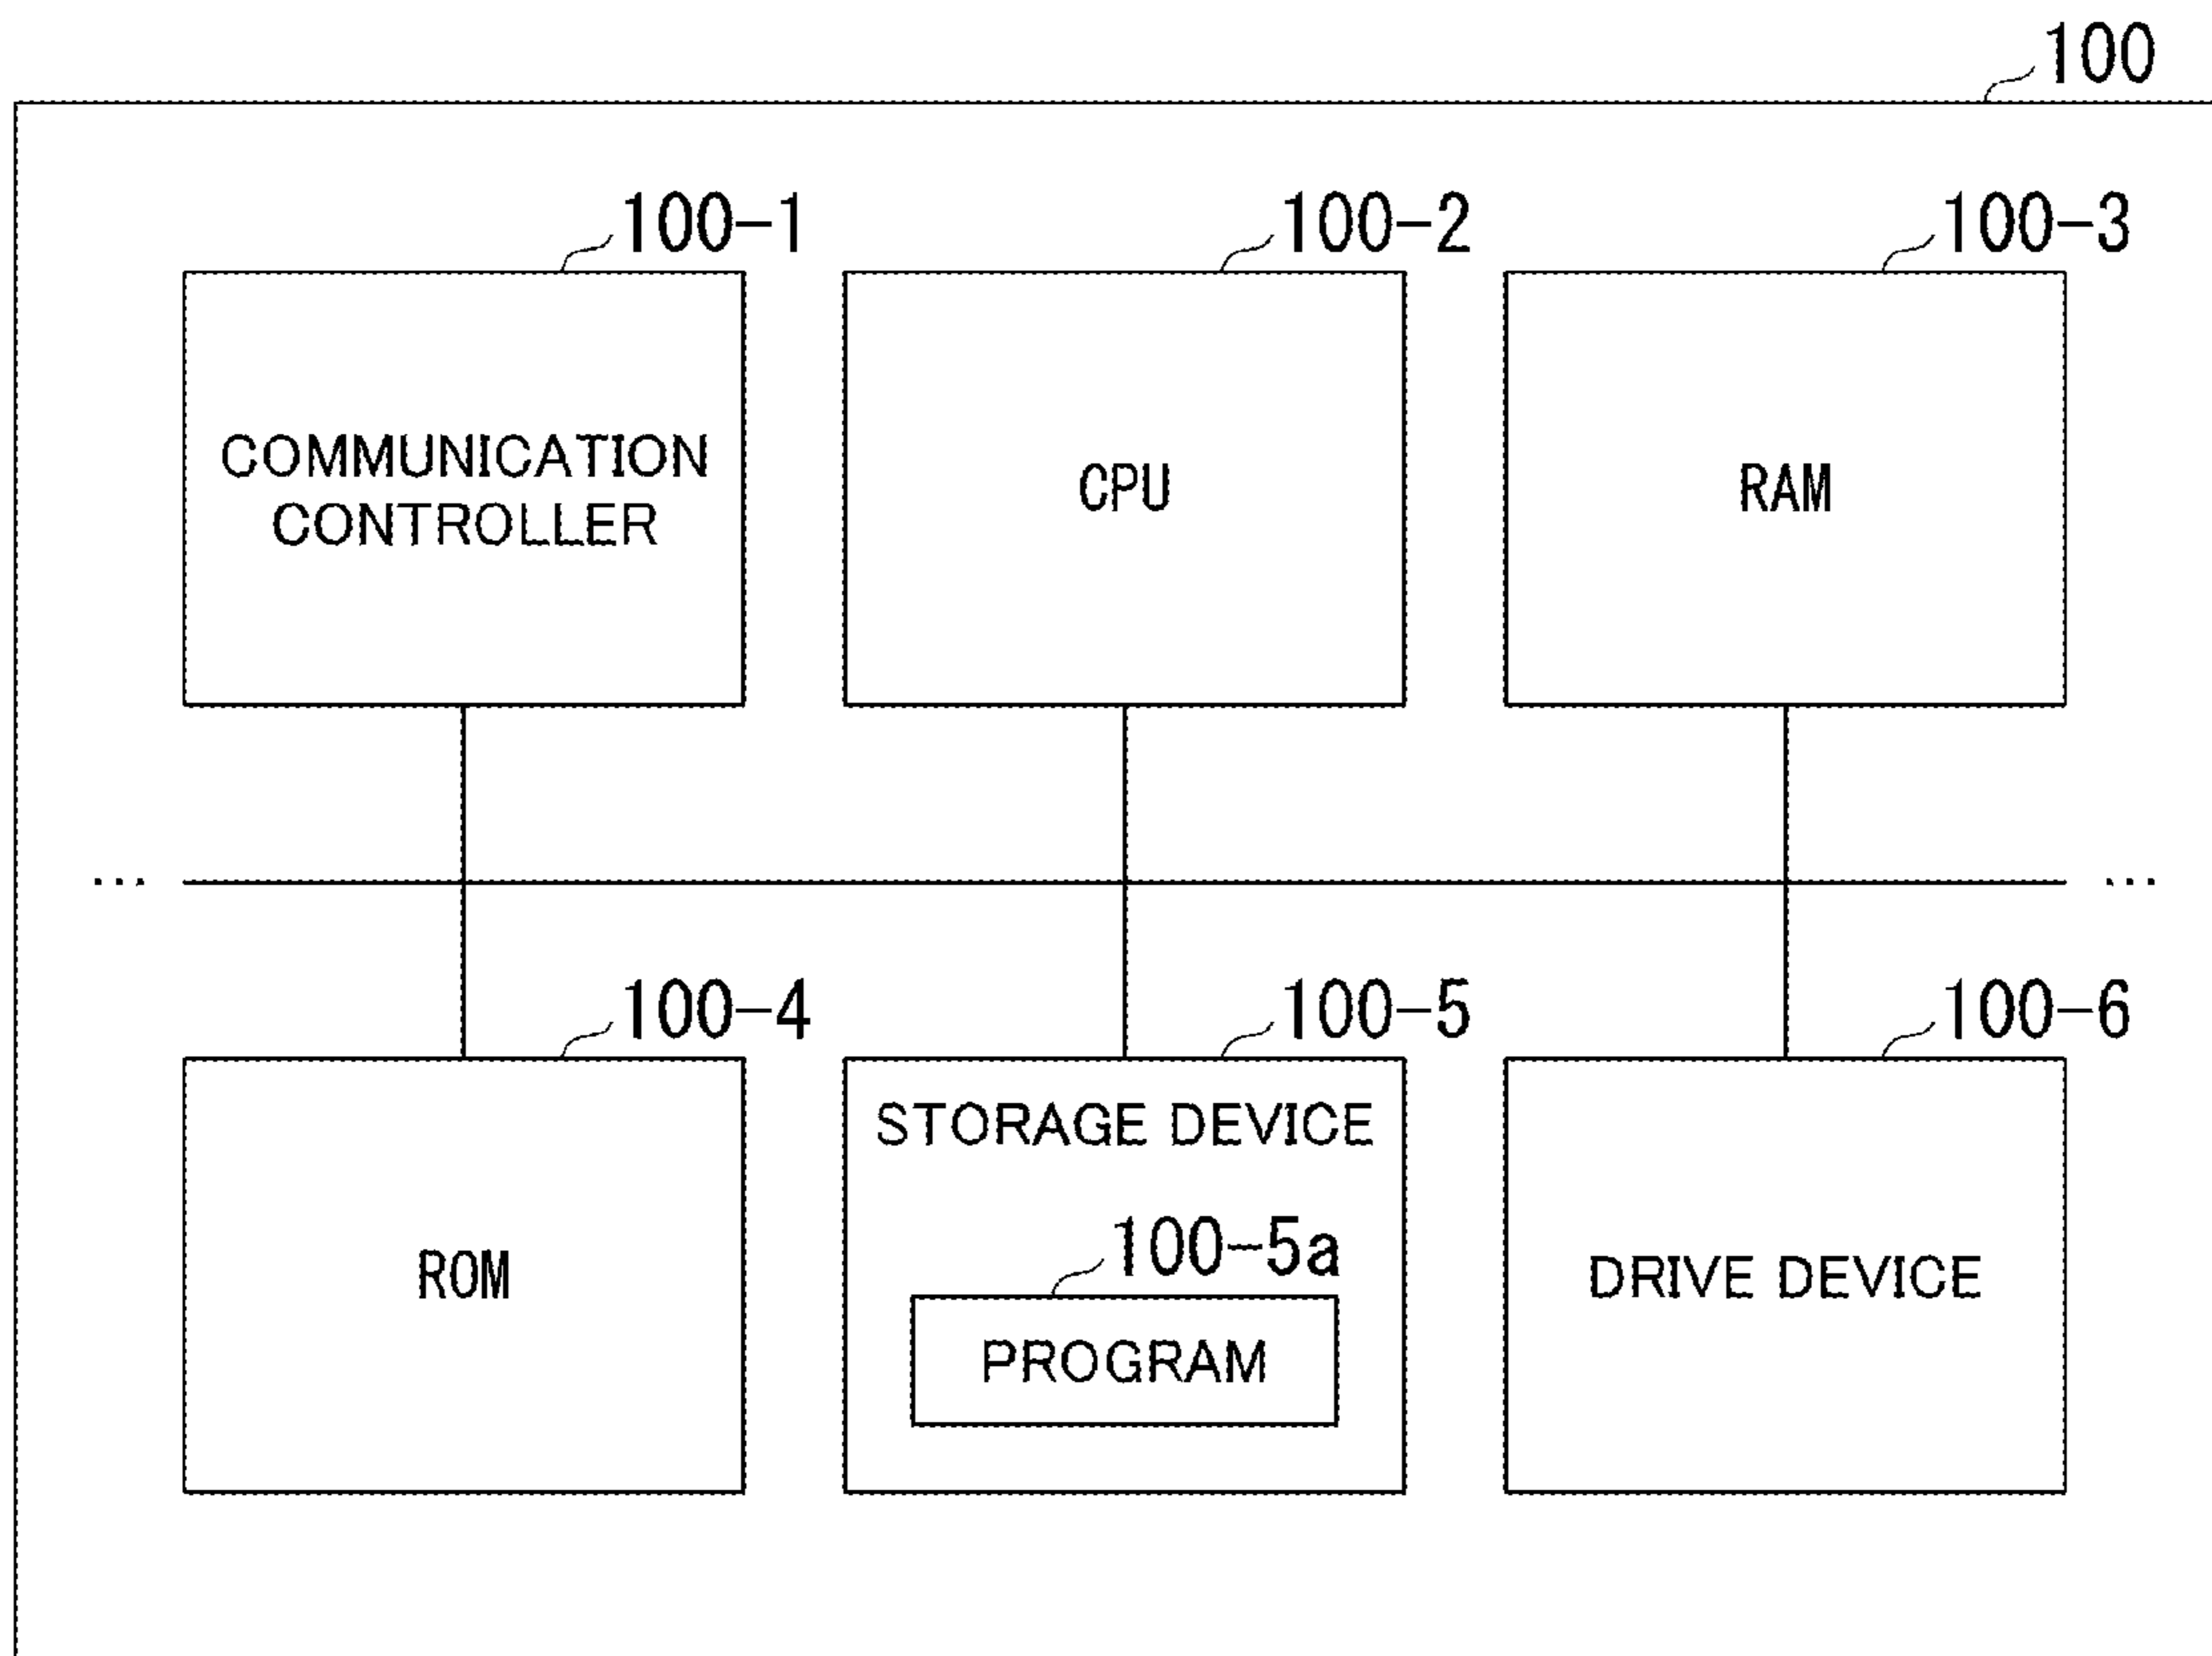 100
100-1
100-2
100-3
COMMUNICATION
CONTROLLER
CPU
RAM
...
...
100-4
100-5
100-6
ROM
STORAGE DEVICE
100-5a
PROGRAM
DRIVE DEVICE